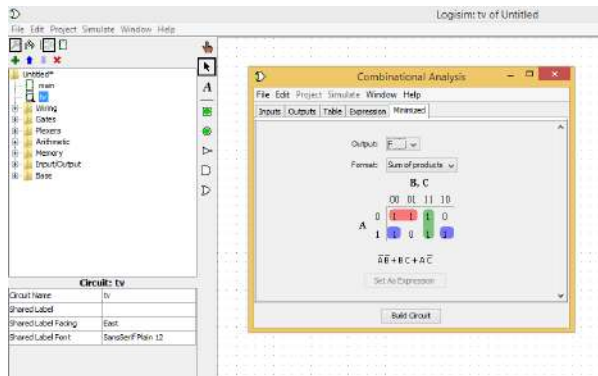 Logisim: tv of Untitled
File Edit Project Simulate Window Help
Untitled*
main
tv
Wiring
Gates
Plexers
Arithmetic
Memory
Input/Output
Base
A
Circuit: tv
Circuit Name tv
Shared Label
Shared Label Facing East
Shared Label Font SansSerif Plain 12
Combinational Analysis
File Edit Project Simulate Window Help
Inputs Outputs Table Expression Minimized
Output: F
Format: Sum of products
B, C
00 01 11 10
A
0 1 1 1 0
1 1 0 1 1
A̅ B̅ + B C + A C̅
Set As Expression
Build Circuit